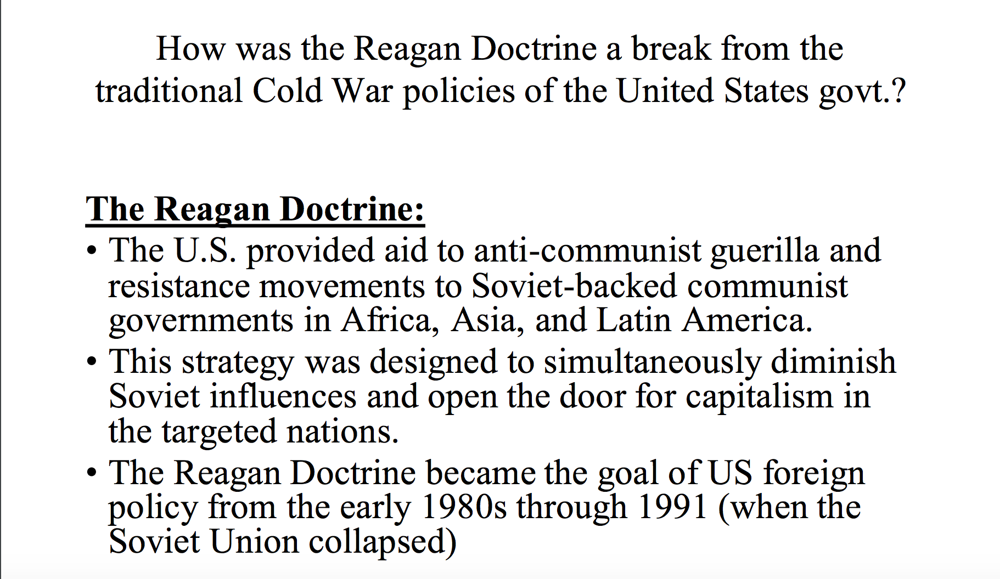 How was the Reagan Doctrine a break from the
traditional Cold War policies of the United States govt.?
The Reagan Doctrine:
• The U.S. provided aid to anti-communist guerilla and
resistance movements to Soviet-backed communist
governments in Africa, Asia, and Latin America.
• This strategy was designed to simultaneously diminish
Soviet influences and open the door for capitalism in
the targeted nations.
• The Reagan Doctrine became the goal of US foreign
policy from the early 1980s through 1991 (when the
Soviet Union collapsed)